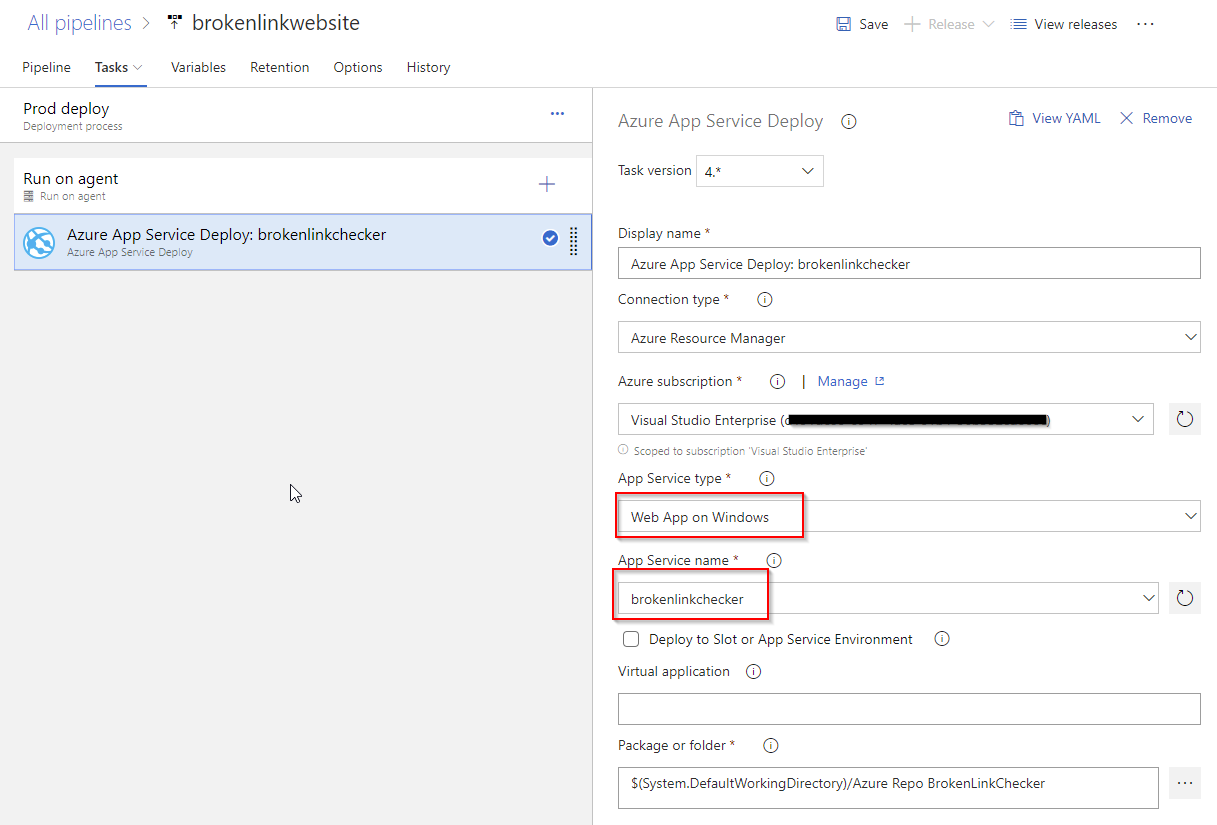 All pipelines > brokenlinkwebsite
Save Release View releases ...
Pipeline Tasks Variables Retention Options History
Prod deploy
Deployment process
...
Run on agent
Run on agent
Azure App Service Deploy: brokenlinkchecker
Azure App Service Deploy
Azure App Service Deploy
View YAML Remove
Task version 4.*
Display name *
Azure App Service Deploy: brokenlinkchecker
Connection type *
Azure Resource Manager
Azure subscription * | Manage
Visual Studio Enterprise ( )
Scoped to subscription 'Visual Studio Enterprise'
App Service type *
Web App on Windows
App Service name *
brokenlinkchecker
Deploy to Slot or App Service Environment
Virtual application
Package or folder *
$(System.DefaultWorkingDirectory)/Azure Repo BrokenLinkChecker
...